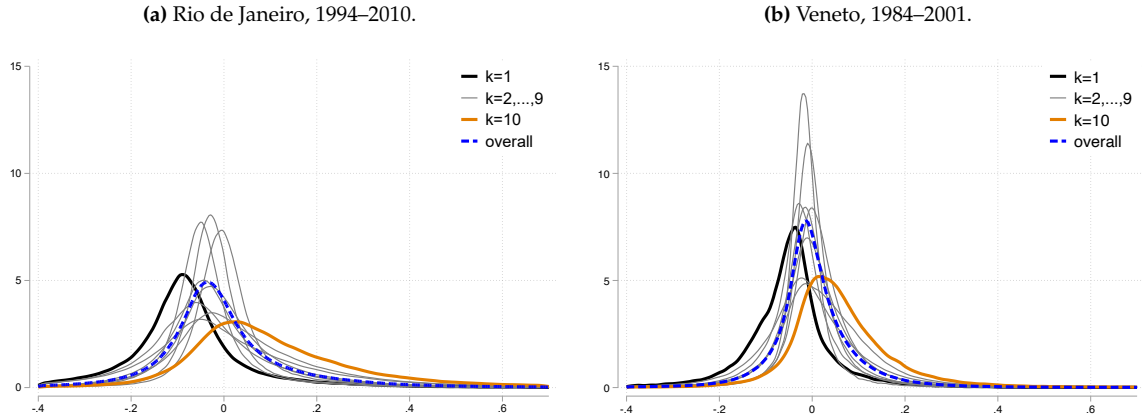 (a) Rio de Janeiro, 1994–2010.
15
10
5
0
-.4 -.2 0 .2 .4 .6
k=1
k=2,...,9
k=10
overall
(b) Veneto, 1984–2001.
15
10
5
0
-.4 -.2 0 .2 .4 .6
k=1
k=2,...,9
k=10
overall